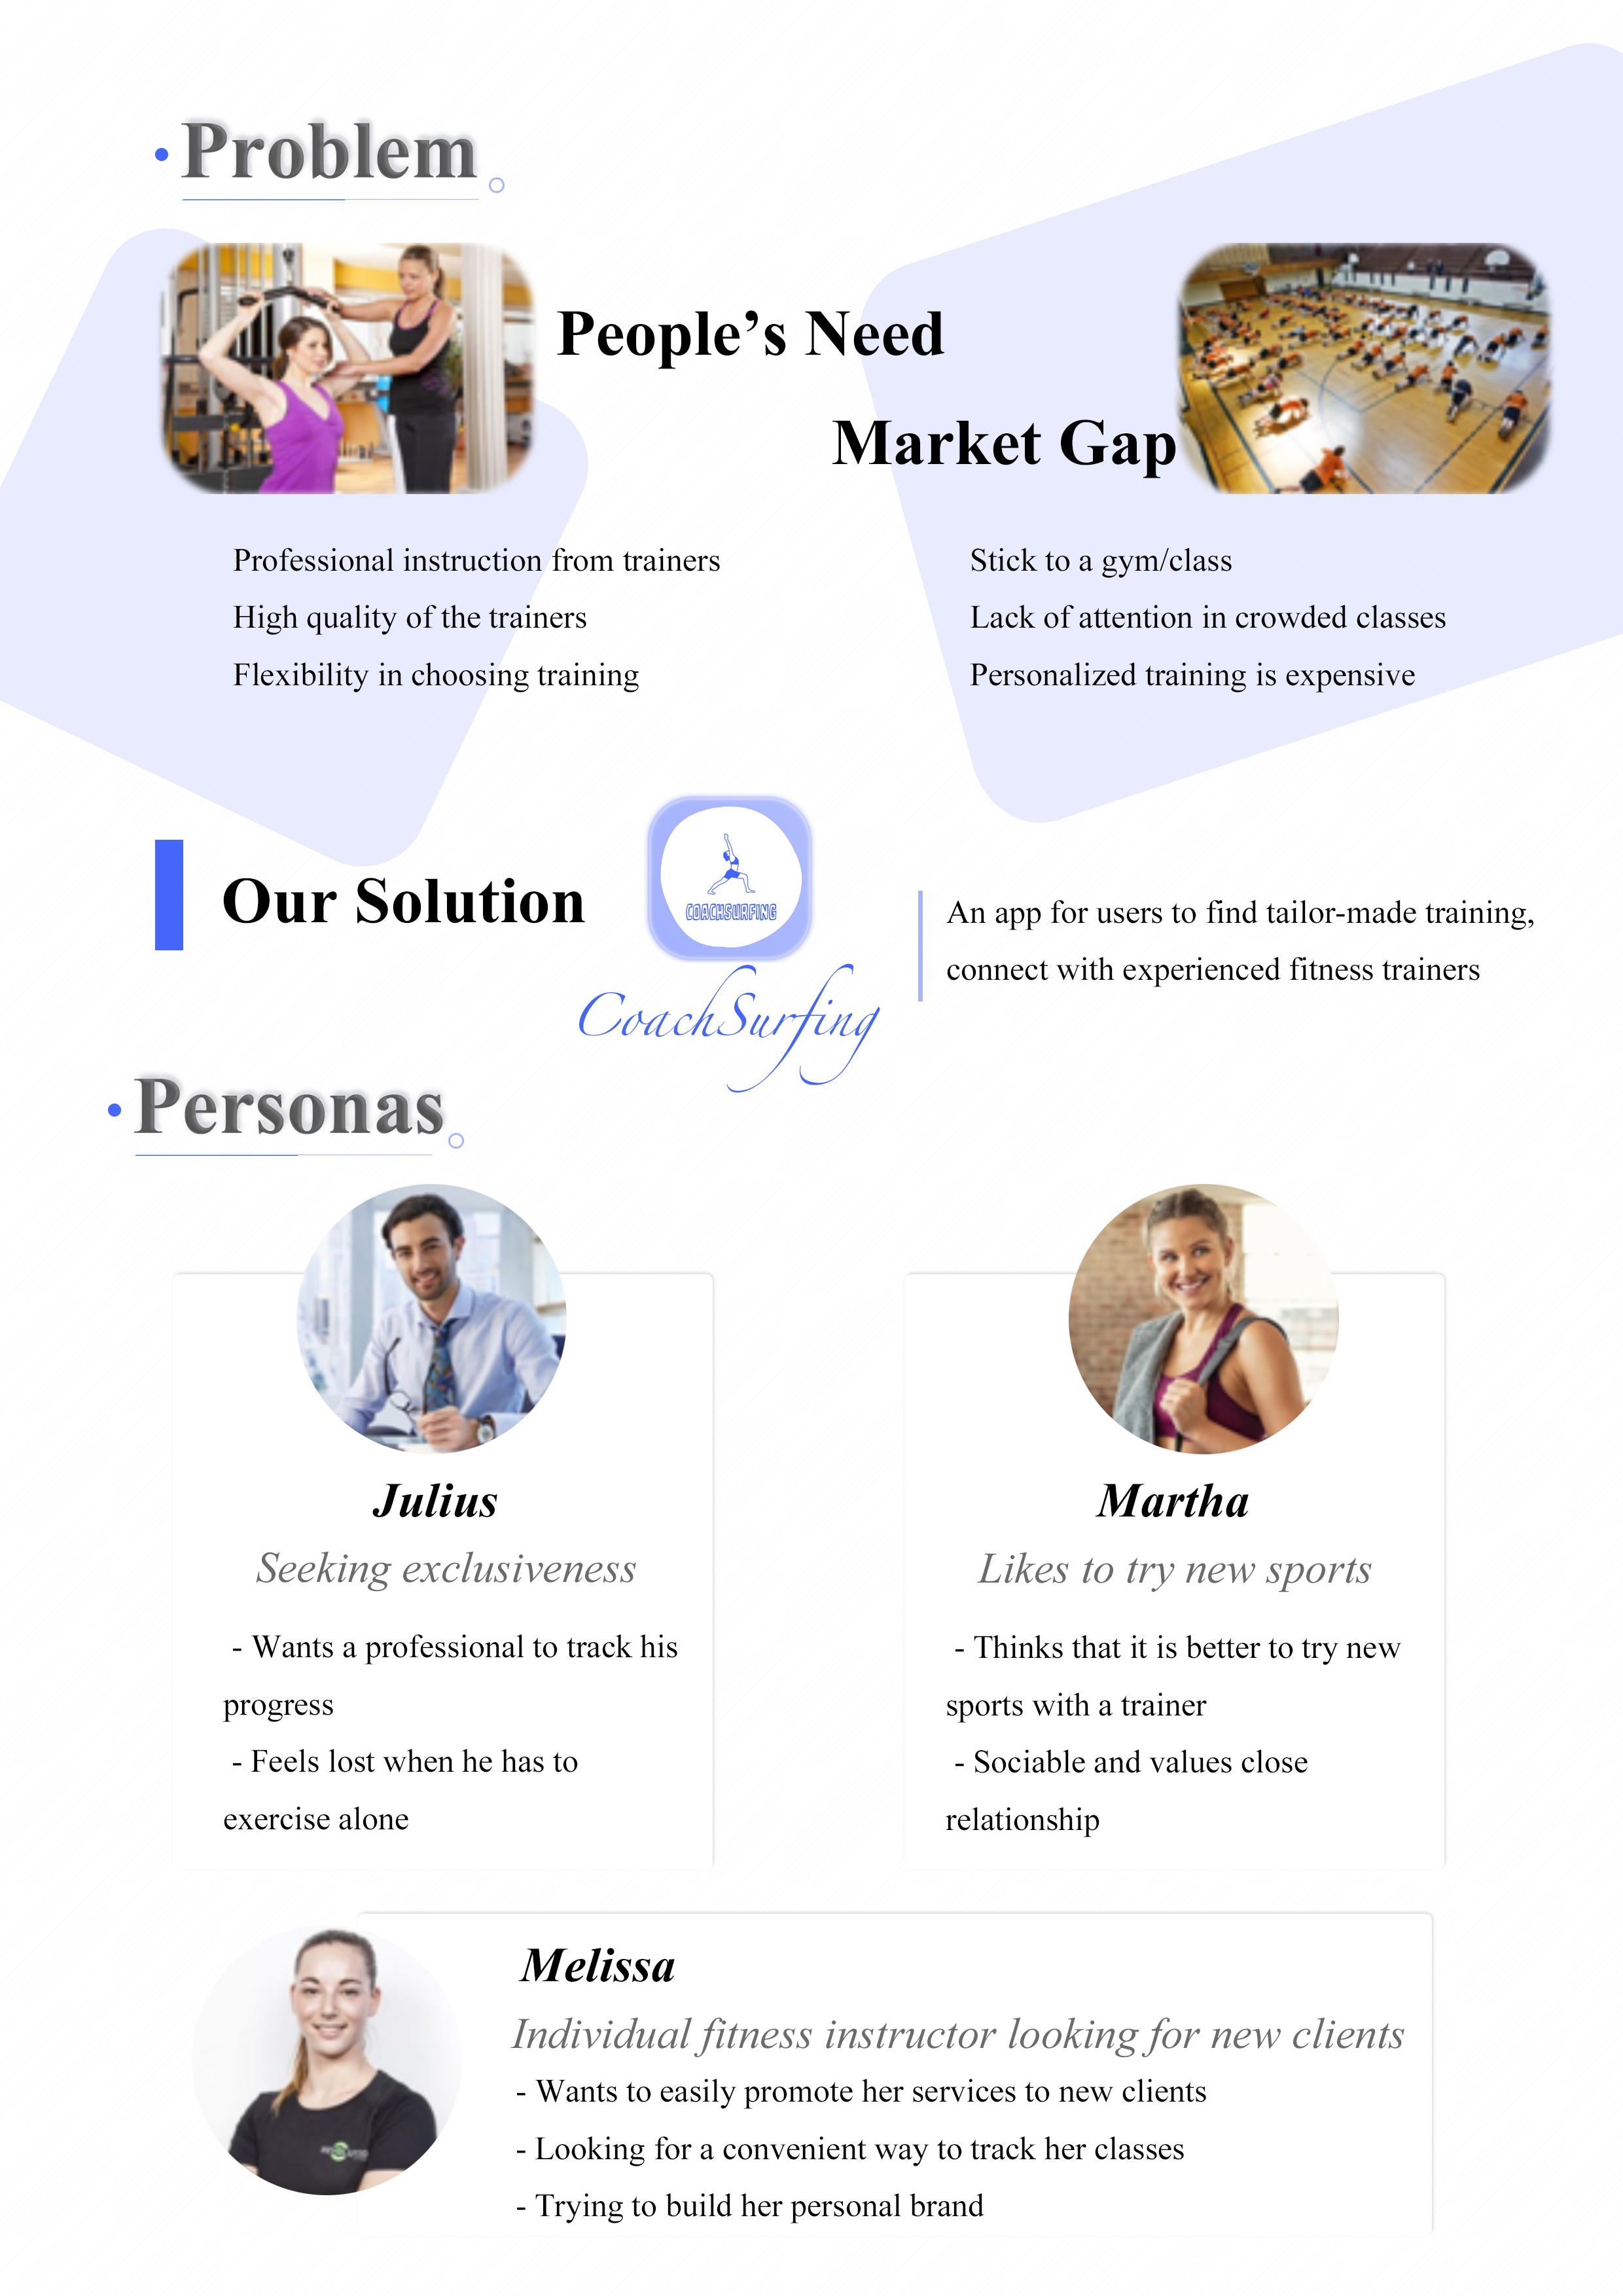 Problem
People’s Need
Market Gap
Professional instruction from trainers
High quality of the trainers
Flexibility in choosing training
Stick to a gym/class
Lack of attention in crowded classes
Personalized training is expensive
Our Solution
COACHSURFING
CoachSurfing
An app for users to find tailor-made training,
connect with experienced fitness trainers
Personas
Julius
Seeking exclusiveness
- Wants a professional to track his
progress
- Feels lost when he has to
exercise alone
Martha
Likes to try new sports
- Thinks that it is better to try new
sports with a trainer
- Sociable and values close
relationship
Melissa
Individual fitness instructor looking for new clients
- Wants to easily promote her services to new clients
- Looking for a convenient way to track her classes
- Trying to build her personal brand